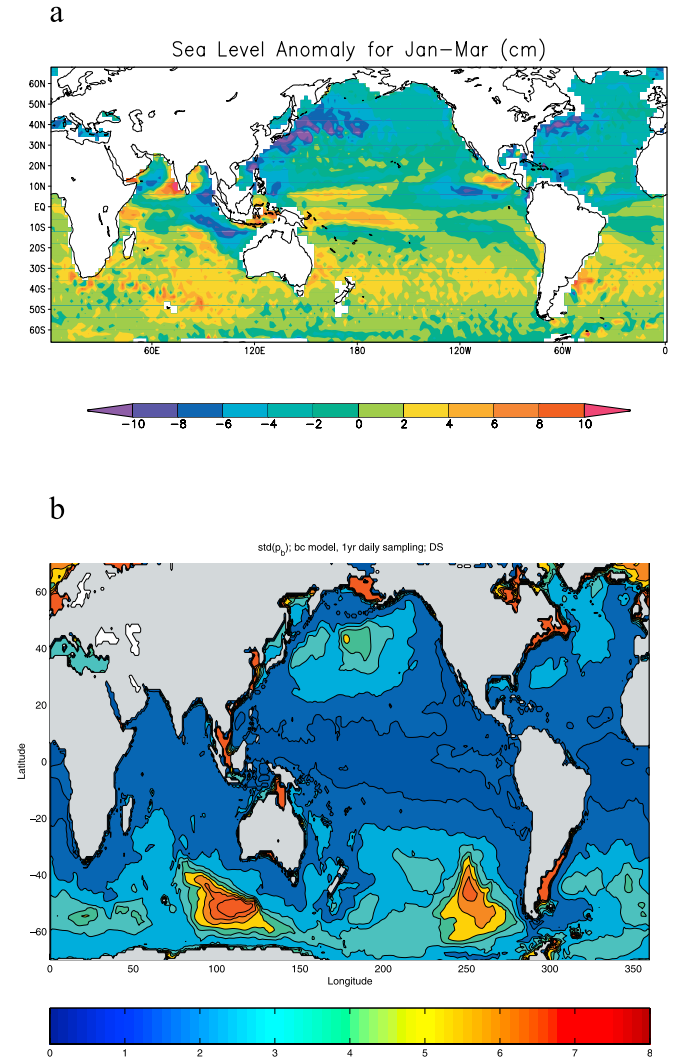 a
Sea Level Anomaly for Jan-Mar (cm)
60N
50N
40N
30N
20N
10N
EQ
10S
20S
30S
40S
50S
60S
60E 120E 180 120W 60W 0
-10 -8 -6 -4 -2 0 2 4 6 8 10
b
std(pb); bc model, 1yr daily sampling; DS
60
40
20
0
-20
-40
-60
Latitude
0 50 100 150 200 250 300 350
Longitude
0 1 2 3 4 5 6 7 8